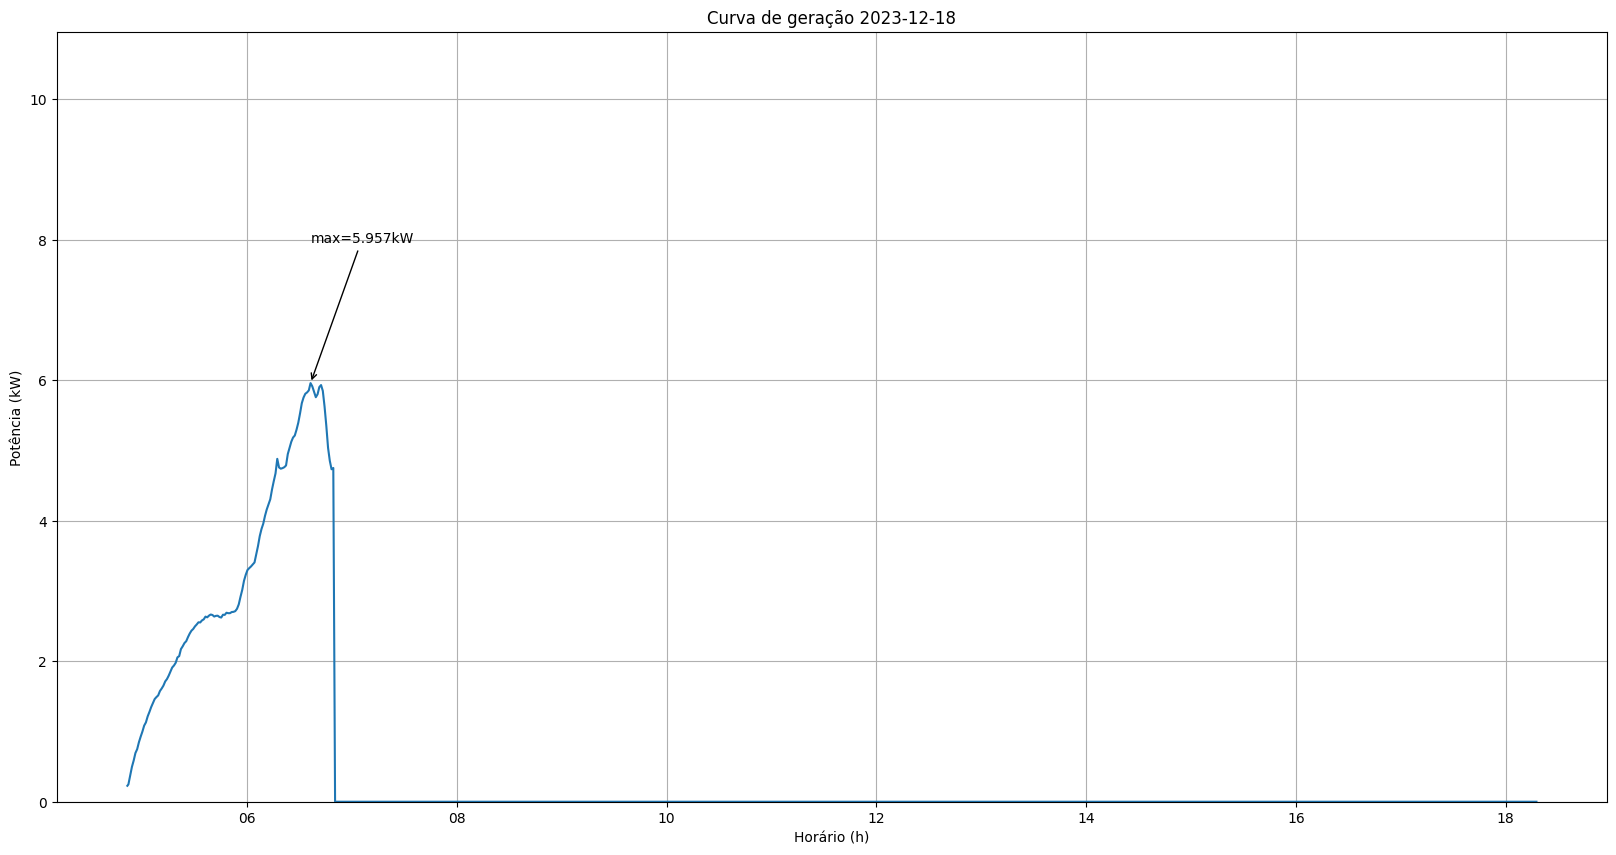 Curva de geração 2023-12-18
10
8
6
4
2
0
Potência (kW)
max=5.957kW
06 08 10 12 14 16 18
Horário (h)